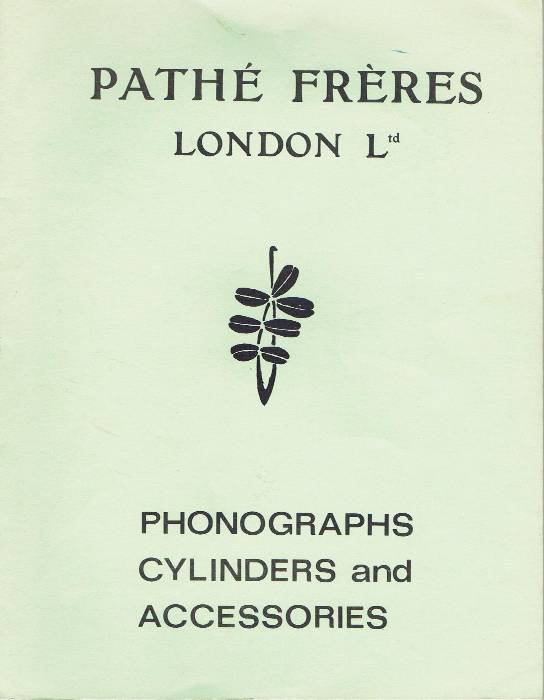 PATHÉ FRÈRES
LONDON Ltd
PHONOGRAPHS
CYLINDERS and
ACCESSORIES